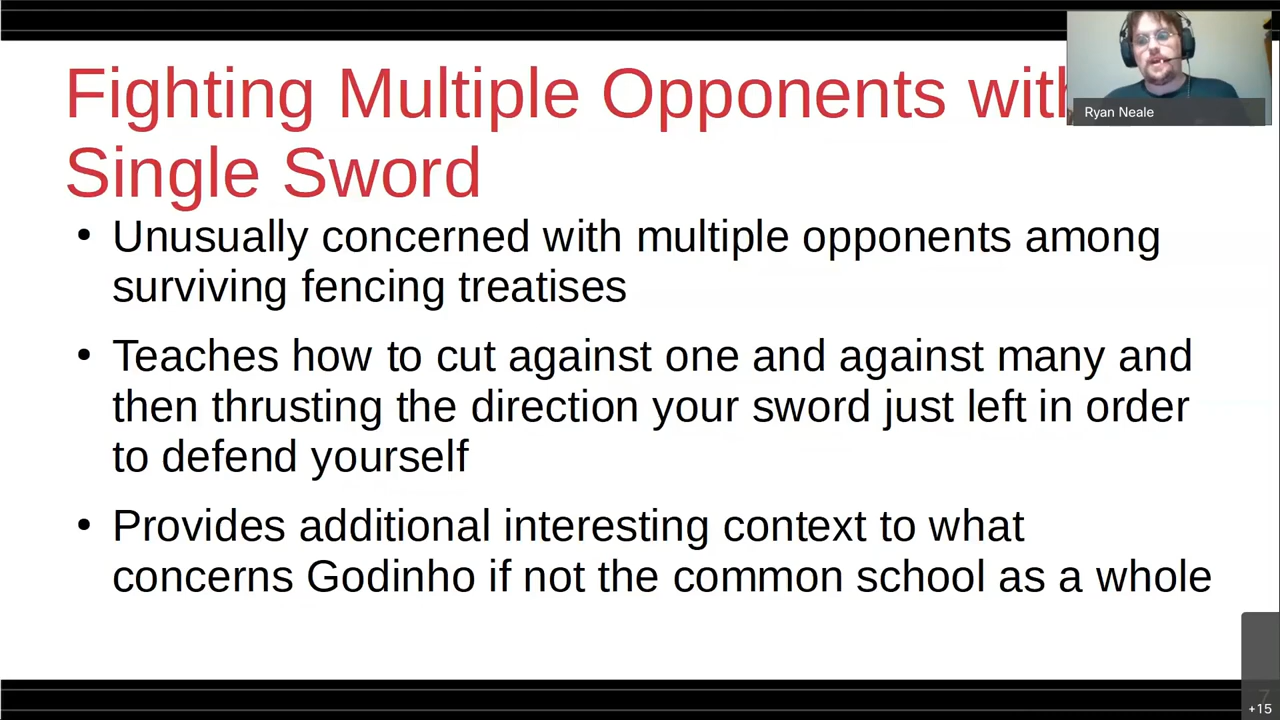 Fighting Multiple Opponents with
Single Sword
Ryan Neale
• Unusually concerned with multiple opponents among
surviving fencing treatises
• Teaches how to cut against one and against many and
then thrusting the direction your sword just left in order
to defend yourself
• Provides additional interesting context to what
concerns Godinho if not the common school as a whole
7
+15